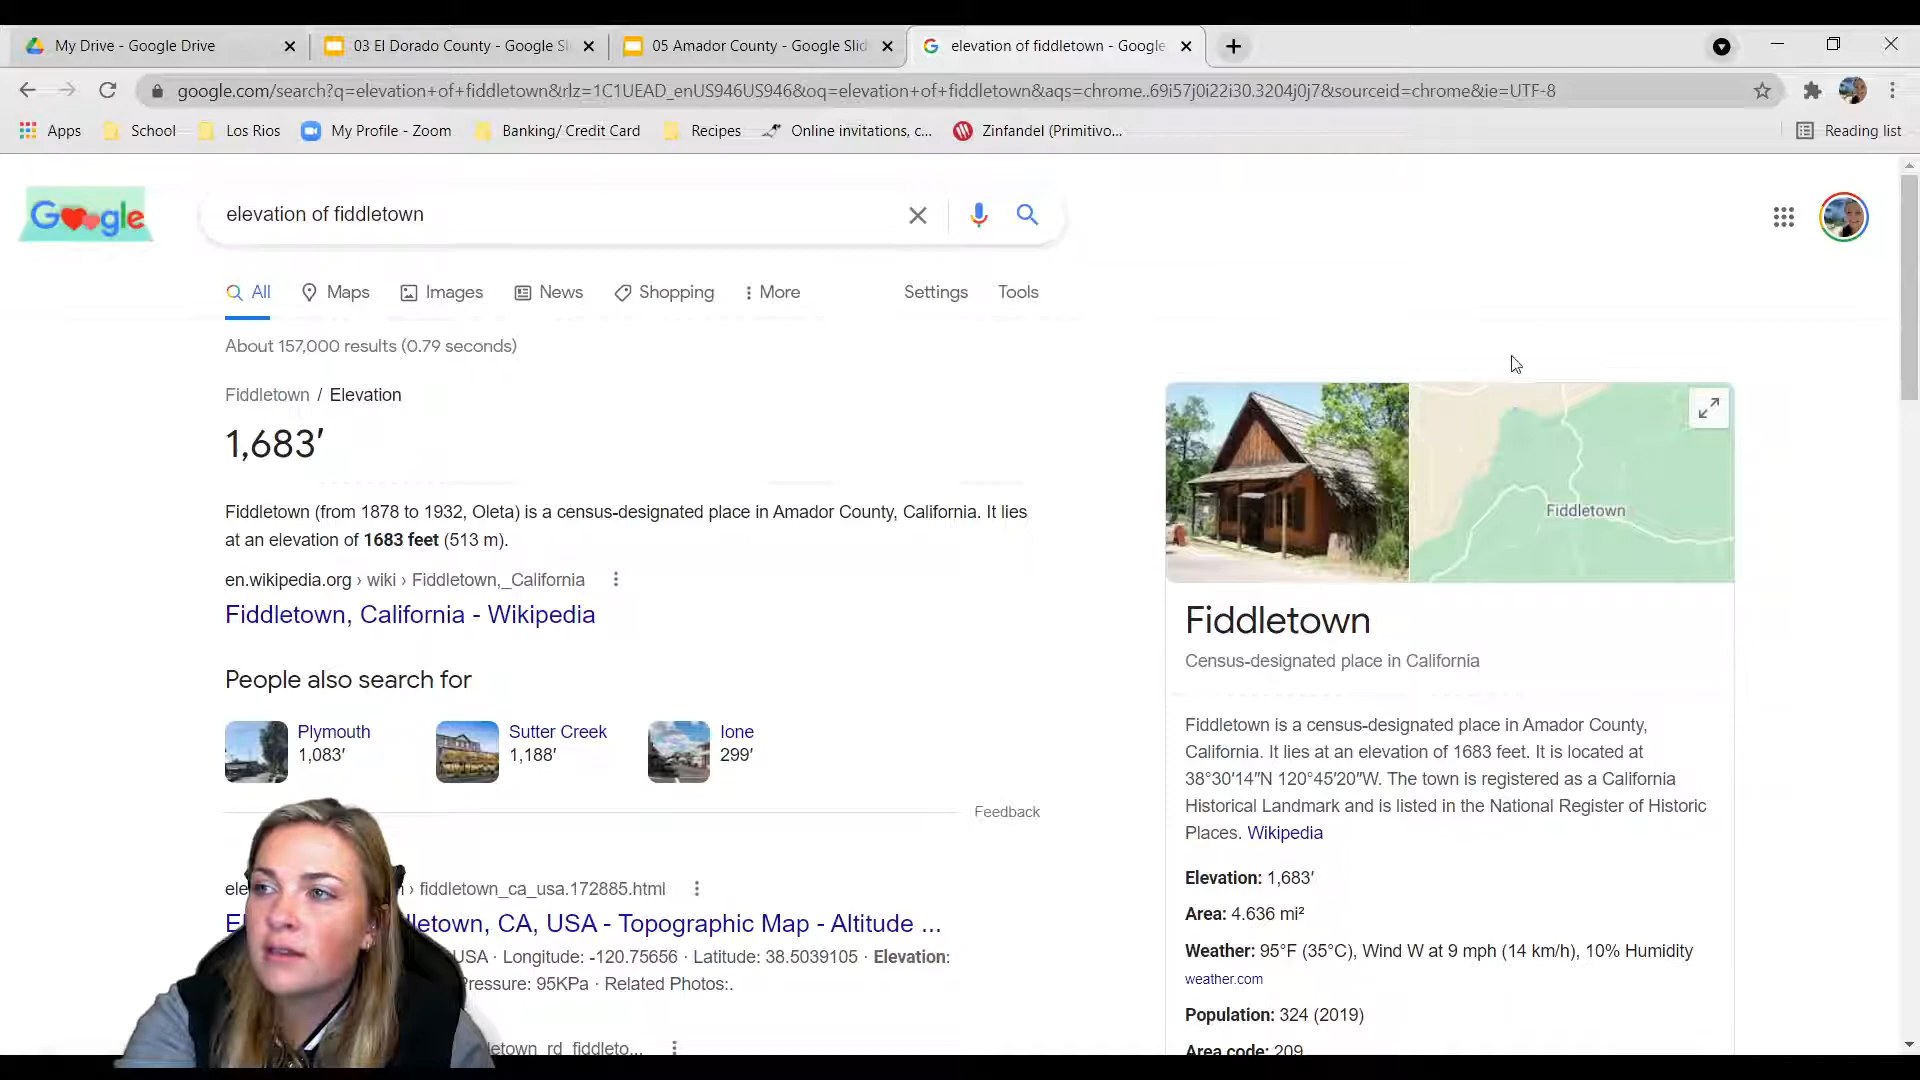 My Drive - Google Drive
03 El Dorado County - Google Sl
05 Amador County - Google Slid
elevation of fiddletown - Google
google.com/search?q=elevation+of+fiddletown&rlz=1C1UEAD_enUS946US946&oq=elevation+of+fiddletown&aqs=chrome..69i57j0i22i30.3204j0j7&sourceid=chrome&ie=UTF-8
Apps School Los Rios My Profile - Zoom Banking/ Credit Card Recipes Online invitations, c... Zinfandel (Primitivo... Reading list
Google
elevation of fiddletown
All Maps Images News Shopping More Settings Tools
About 157,000 results (0.79 seconds)
Fiddletown / Elevation
1,683′
Fiddletown (from 1878 to 1932, Oleta) is a census-designated place in Amador County, California. It lies
at an elevation of 1683 feet (513 m).
en.wikipedia.org › wiki › Fiddletown,_California
Fiddletown, California - Wikipedia
People also search for
Plymouth
1,083′
Sutter Creek
1,188′
Ione
299′
Feedback
› fiddletown_ca_usa.172885.html
letown, CA, USA - Topographic Map - Altitude ...
USA · Longitude: -120.75656 · Latitude: 38.5039105 · Elevation:
Pressure: 95KPa · Related Photos:.
letown_rd_fiddleto...
Fiddletown
Fiddletown
Census-designated place in California
Fiddletown is a census-designated place in Amador County,
California. It lies at an elevation of 1683 feet. It is located at
38°30′14″N 120°45′20″W. The town is registered as a California
Historical Landmark and is listed in the National Register of Historic
Places. Wikipedia
Elevation: 1,683′
Area: 4.636 mi²
Weather: 95°F (35°C), Wind W at 9 mph (14 km/h), 10% Humidity
weather.com
Population: 324 (2019)
Area code: 209